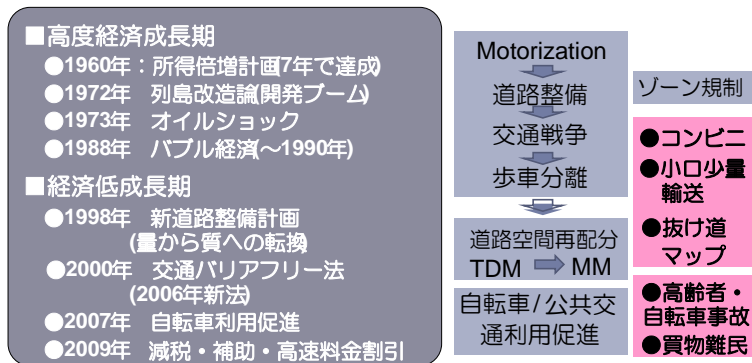 ■高度経済成長期
●1960年：所得倍増計画(7年で達成)
●1972年　列島改造論(開発ブーム)
●1973年　オイルショック
●1988年　バブル経済(～1990年)
■経済低成長期
●1998年　新道路整備計画
(量から質への転換)
●2000年　交通バリアフリー法
(2006年新法)
●2007年　自転車利用促進
●2009年　減税・補助・高速料金割引
Motorization
道路整備
交通戦争
歩車分離
道路空間再配分
TDM ⇒ MM
自転車/公共交
通利用促進
ゾーン規制
●コンビニ
●小口少量
輸送
●抜け道
マップ
●高齢者・
自転車事故
●買物難民